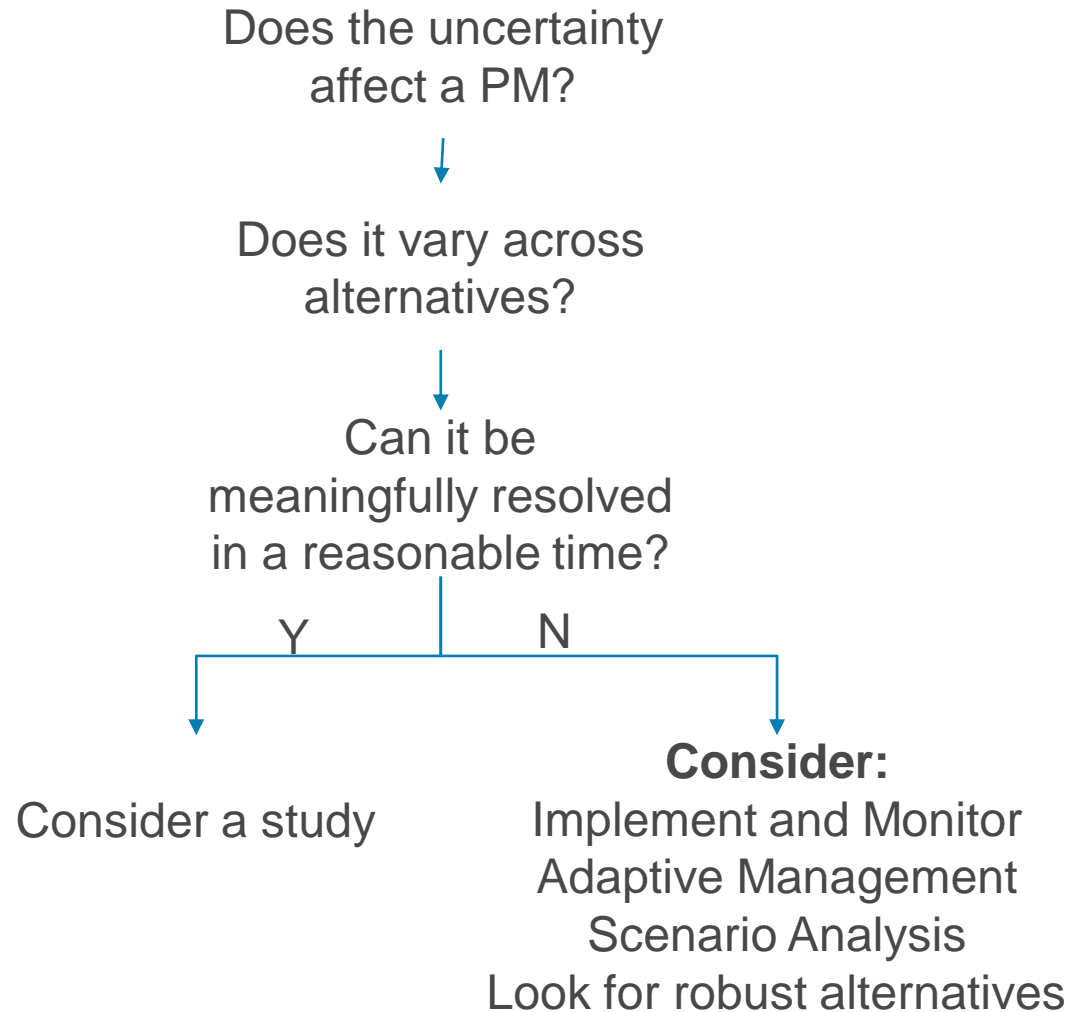 Does the uncertainty
affect a PM?
Does it vary across
alternatives?
Can it be
meaningfully resolved
in a reasonable time?
Y
N
Consider a study
Consider:
Implement and Monitor
Adaptive Management
Scenario Analysis
Look for robust alternatives